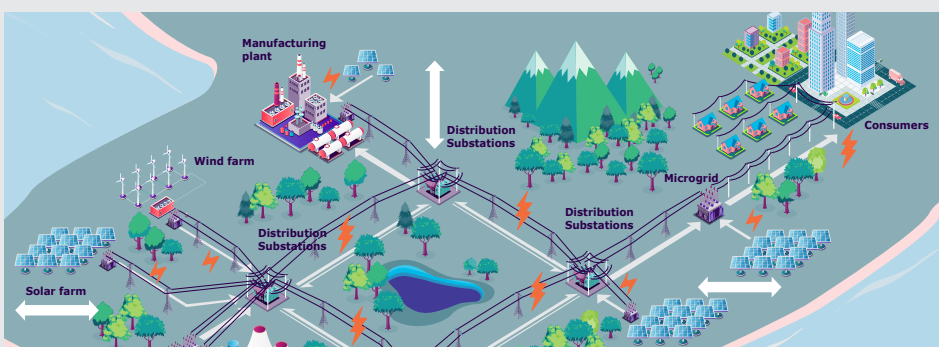 Manufacturing
plant
Distribution
Substations
Consumers
Wind farm
Microgrid
Distribution
Substations
Distribution
Substations
Solar farm